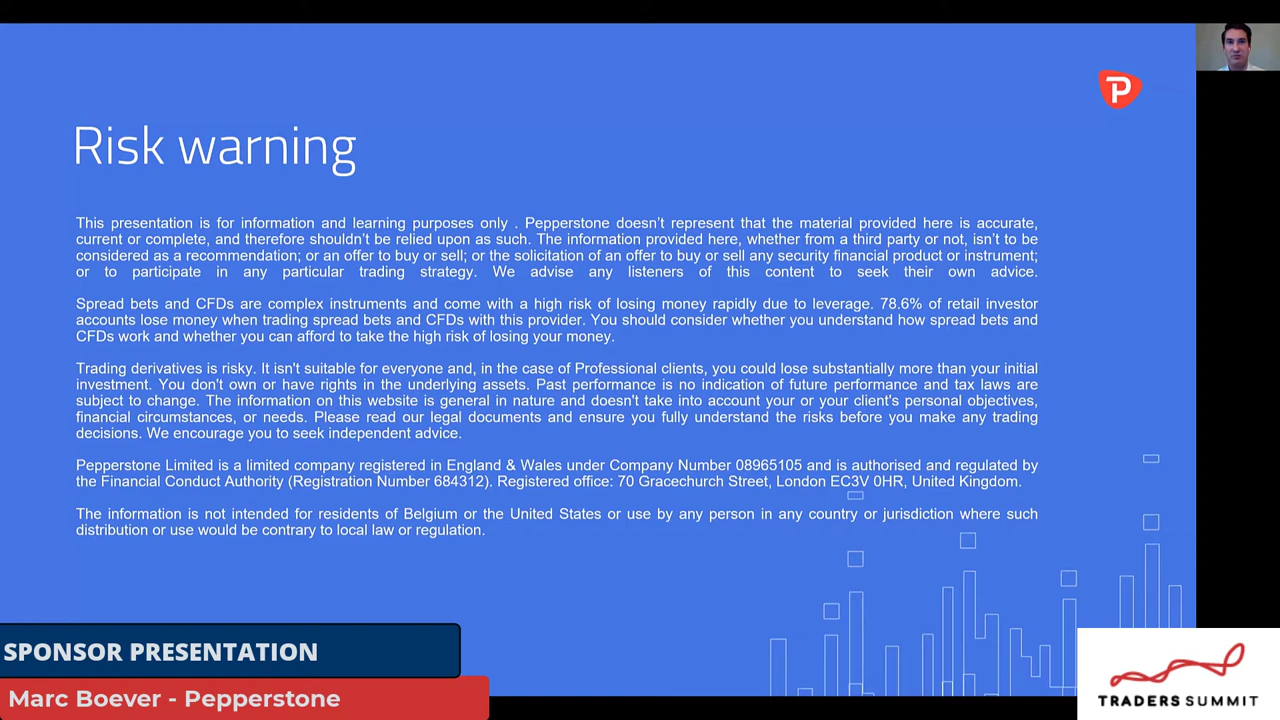 P
Risk warning
This presentation is for information and learning purposes only . Pepperstone doesn’t represent that the material provided here is accurate,
current or complete, and therefore shouldn’t be relied upon as such. The information provided here, whether from a third party or not, isn’t to be
considered as a recommendation; or an offer to buy or sell; or the solicitation of an offer to buy or sell any security financial product or instrument;
or to participate in any particular trading strategy. We advise any listeners of this content to seek their own advice.
Spread bets and CFDs are complex instruments and come with a high risk of losing money rapidly due to leverage. 78.6% of retail investor
accounts lose money when trading spread bets and CFDs with this provider. You should consider whether you understand how spread bets and
CFDs work and whether you can afford to take the high risk of losing your money.
Trading derivatives is risky. It isn't suitable for everyone and, in the case of Professional clients, you could lose substantially more than your initial
investment. You don't own or have rights in the underlying assets. Past performance is no indication of future performance and tax laws are
subject to change. The information on this website is general in nature and doesn't take into account your or your client's personal objectives,
financial circumstances, or needs. Please read our legal documents and ensure you fully understand the risks before you make any trading
decisions. We encourage you to seek independent advice.
Pepperstone Limited is a limited company registered in England & Wales under Company Number 08965105 and is authorised and regulated by
the Financial Conduct Authority (Registration Number 684312). Registered office: 70 Gracechurch Street, London EC3V 0HR, United Kingdom.
The information is not intended for residents of Belgium or the United States or use by any person in any country or jurisdiction where such
distribution or use would be contrary to local law or regulation.
SPONSOR PRESENTATION
Marc Boever - Pepperstone
TRADERS SUMMIT